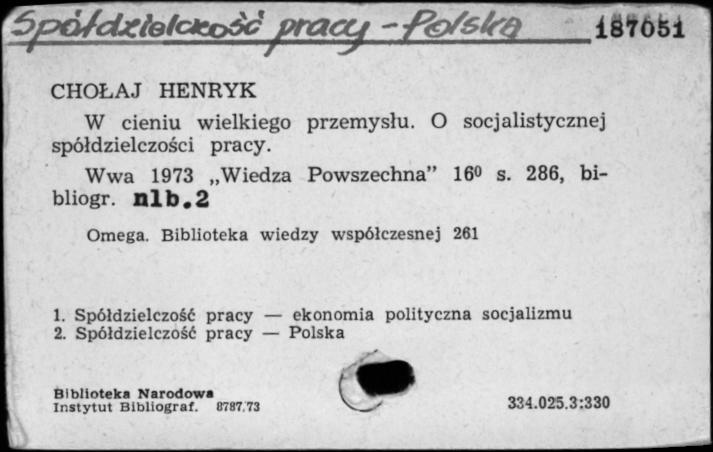 Spółdzielczość pracy - Polska 187051
CHOŁAJ HENRYK
W cieniu wielkiego przemysłu. O socjalistycznej
spółdzielczości pracy.
Wwa 1973 „Wiedza Powszechna” 16⁰ s. 286, bi-
bliogr. nlb.2
Omega. Biblioteka wiedzy współczesnej 261
1. Spółdzielczość pracy — ekonomia polityczna socjalizmu
2. Spółdzielczość pracy — Polska
Biblioteka Narodowa
Instytut Bibliograf. 8787.73 334.025.3:330